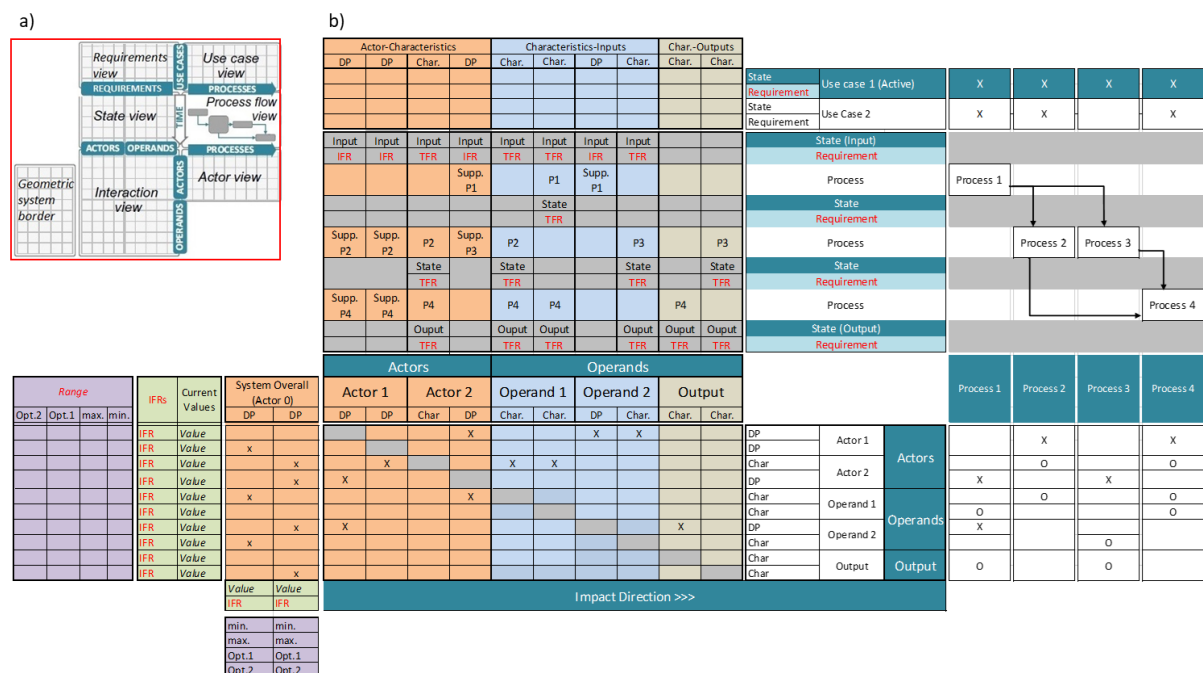 a)
Requirements view
USE CASES
Use case view
REQUIREMENTS
PROCESSES
State view
TIME
Process flow view
ACTORS OPERANDS
PROCESSES
Geometric system border
Interaction view
ACTORS
OPERANDS
Actor view
b)
Actor-Characteristics Characteristics-Inputs Char.-Outputs
DP DP Char. DP Char. Char. DP Char. Char. Char.
State
Requirement
Use case 1 (Active) X X X X
State
Requirement
Use Case 2 X X X
Input Input Input Input Input Input Input Input State (Input)
IFR IFR TFR IFR TFR TFR IFR TFR Requirement
Supp. P1 P1 Supp. P1 Process Process 1
State State
TFR Requirement
Supp. P2 Supp. P2 P2 Supp. P3 P2 P3 P3 Process Process 2 Process 3
State State State State State
TFR TFR TFR TFR Requirement
Supp. P4 Supp. P4 P4 P4 P4 P4 Process Process 4
Ouput Ouput Ouput Ouput Ouput Ouput State (Output)
TFR TFR TFR TFR TFR TFR Requirement
Actors Operands
Range IFRs Current Values System Overall (Actor 0) Actor 1 Actor 2 Operand 1 Operand 2 Output Process 1 Process 2 Process 3 Process 4
Opt.2 Opt.1 max. min. DP DP DP DP Char DP Char. Char. DP Char. Char. Char.
IFR Value X X X DP Actor 1 Actors X X
IFR Value x DP
IFR Value x X X X Char Actor 2 O O
IFR Value x X DP X X
IFR Value x X Char Operand 1 Operands O O
IFR Value Char O O
IFR Value x X X DP Operand 2 X
IFR Value x Char O
IFR Value Char Output Output O O
IFR Value x Char
Value Value
IFR IFR
Impact Direction >>>
min. min.
max. max.
Opt.1 Opt.1
Opt.2 Opt.2